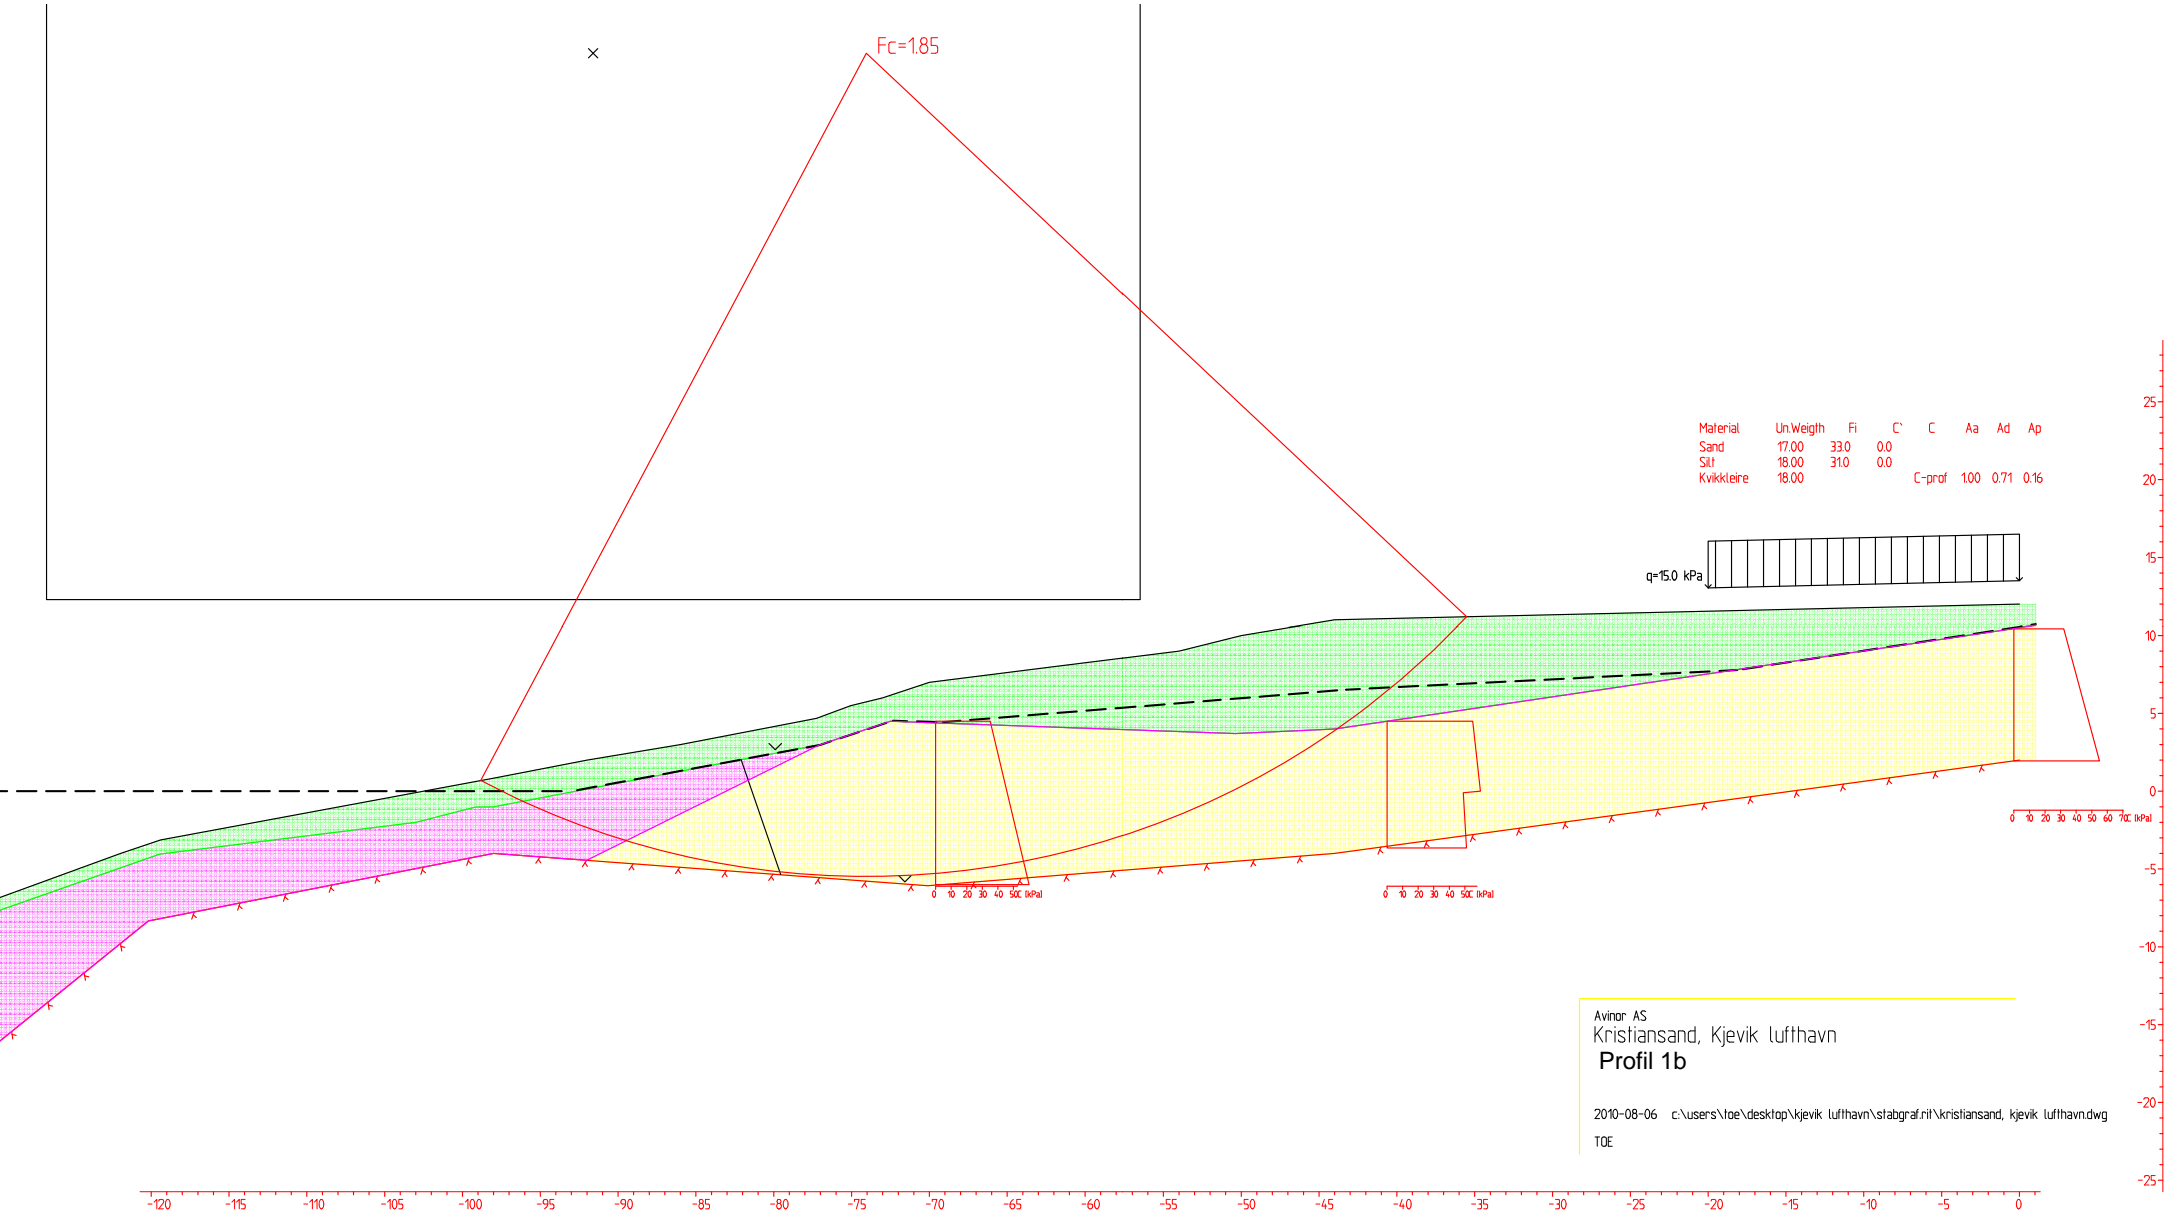 Fc=1.85
Material Un.Weigth Fi C` C Aa Ad Ap
Sand 17.00 33.0 0.0
Silt 18.00 31.0 0.0
Kvikkleire 18.00 C-prof 1.00 0.71 0.16
q=15.0 kPa
25
20
15
10
5
0
-5
-10
-15
-20
-25
0 10 20 30 40 50 C (kPa)
0 10 20 30 40 50 C (kPa)
0 10 20 30 40 50 60 70 C (kPa)
Avinor AS
Kristiansand, Kjevik lufthavn
Profil 1b
2010-08-06 c:\users\toe\desktop\kjevik lufthavn\stabgraf.rit\kristiansand, kjevik lufthavn.dwg
TOE
-120 -115 -110 -105 -100 -95 -90 -85 -80 -75 -70 -65 -60 -55 -50 -45 -40 -35 -30 -25 -20 -15 -10 -5 0